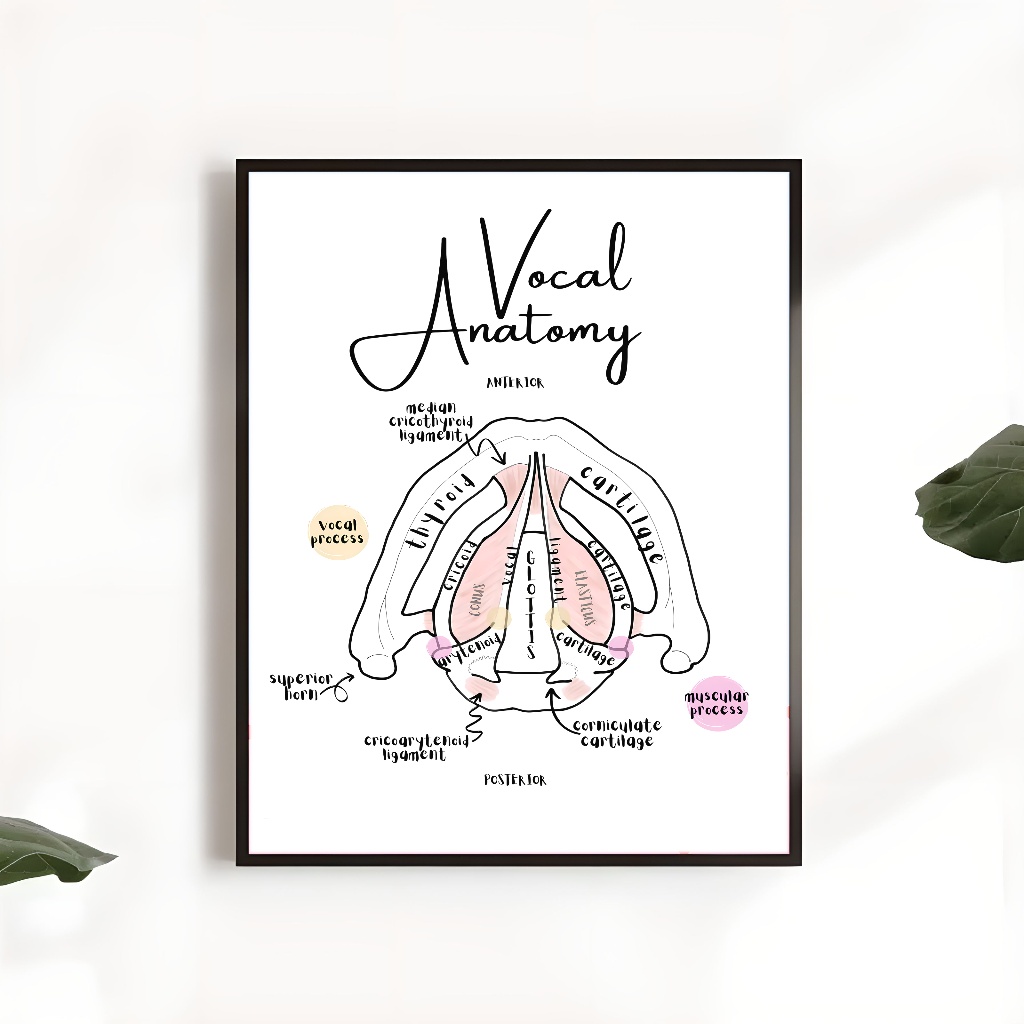 Vocal
Anatomy
ANTERIOR
median
cricothyroid
ligament
thyroid
cartilage
vocal
process
cricoid
cartilage
vocal
ligament
GLOTTIS
CONUS
ELASTICUS
arytenoid
cartilage
superior
horn
muscular
process
cricoarytenoid
ligament
corniculate
cartilage
POSTERIOR